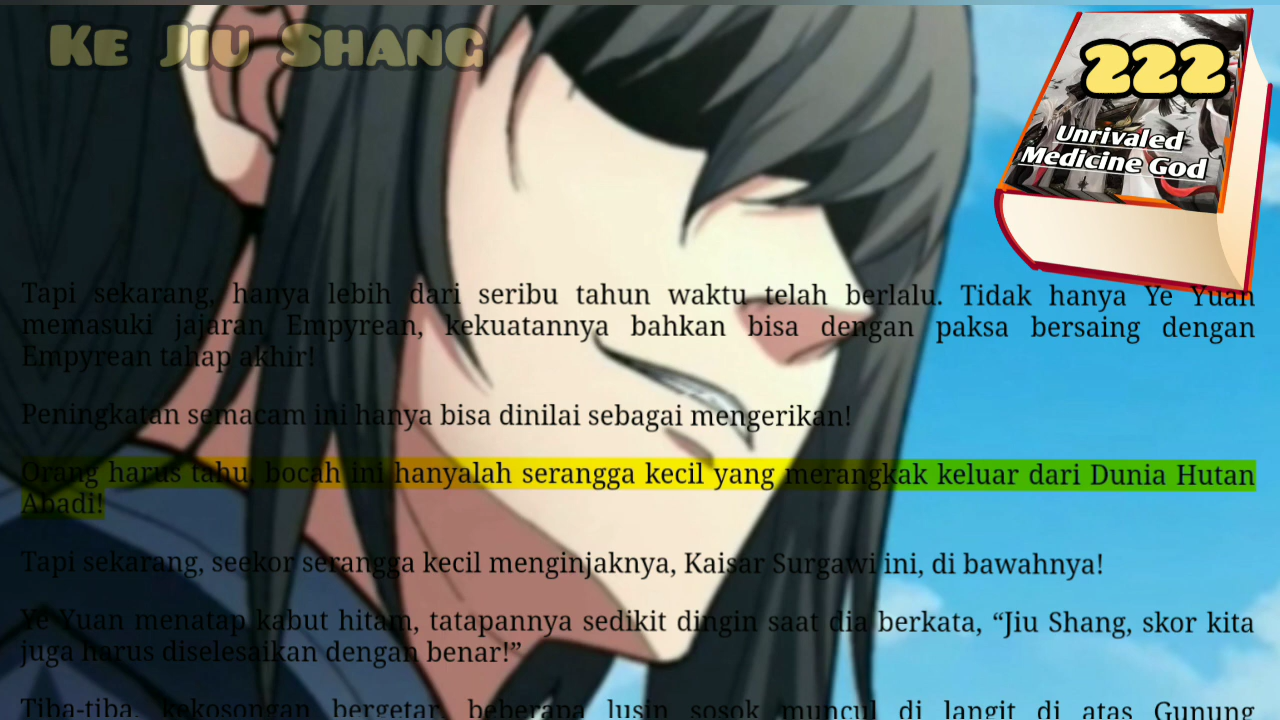 Ke Jiu Shang
222
Unrivaled
Medicine God
Tapi sekarang, hanya lebih dari seribu tahun waktu telah berlalu. Tidak hanya Ye Yuan
memasuki jajaran Empyrean, kekuatannya bahkan bisa dengan paksa bersaing dengan
Empyrean tahap akhir!
Peningkatan semacam ini hanya bisa dinilai sebagai mengerikan!
Orang harus tahu, bocah ini hanyalah serangga kecil yang merangkak keluar dari Dunia Hutan
Abadi!
Tapi sekarang, seekor serangga kecil menginjaknya, Kaisar Surgawi ini, di bawahnya!
Ye Yuan menatap kabut hitam, tatapannya sedikit dingin saat dia berkata, “Jiu Shang, skor kita
juga harus diselesaikan dengan benar!”
Tiba-tiba, kekosongan bergetar, beberapa lusin sosok muncul di langit di atas Gunung